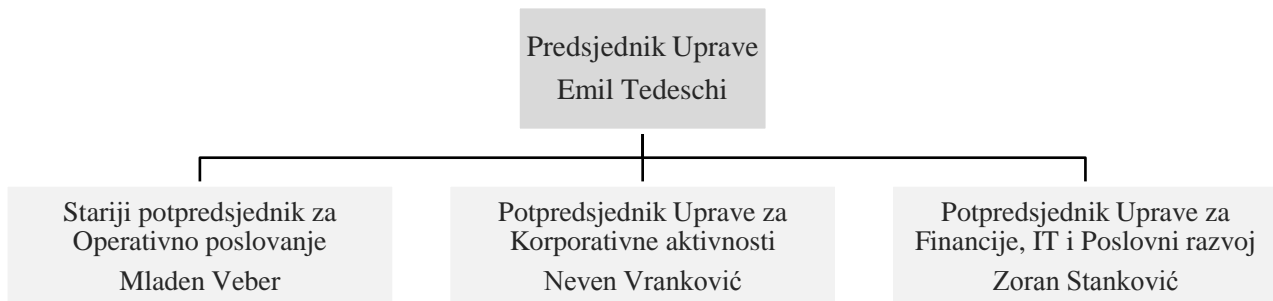 Predsjednik Uprave
Emil Tedeschi
Stariji potpredsjednik za
Operativno poslovanje
Mladen Veber
Potpredsjednik Uprave za
Korporativne aktivnosti
Neven Vranković
Potpredsjednik Uprave za
Financije, IT i Poslovni razvoj
Zoran Stanković